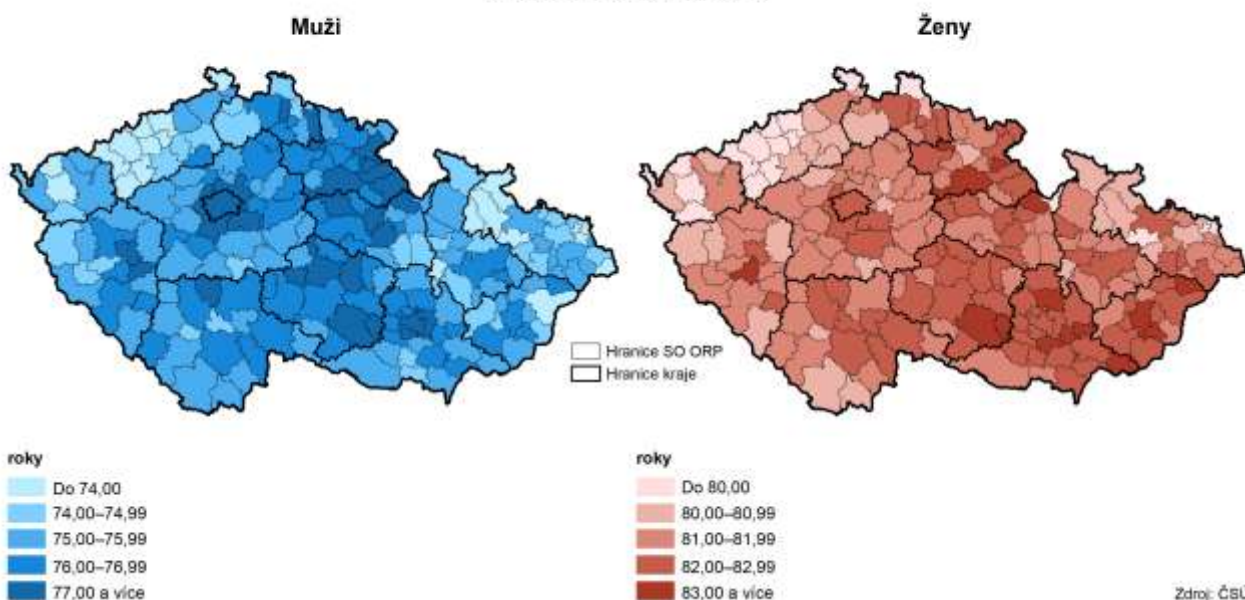 Muži
Ženy
Hranice SO ORP
Hranice kraje
roky
Do 74,00
74,00–74,99
75,00–75,99
76,00–76,99
77,00 a více
roky
Do 80,00
80,00–80,99
81,00–81,99
82,00–82,99
83,00 a více
Zdroj: ČSÚ